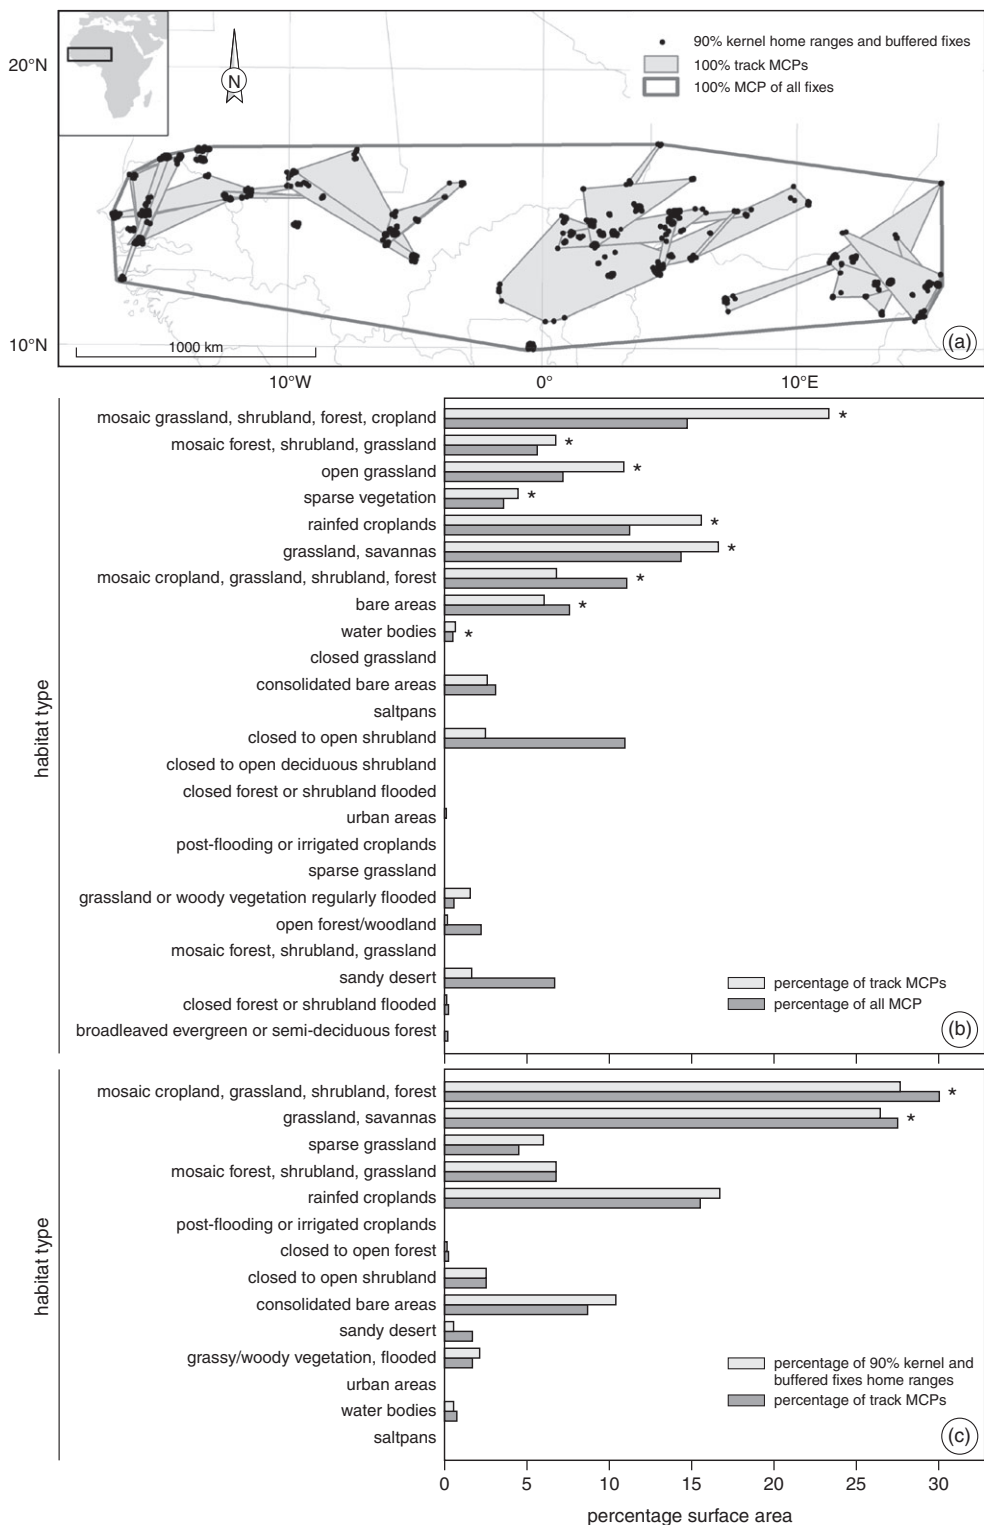 20°N
N
90% kernel home ranges and buffered fixes
100% track MCPs
100% MCP of all fixes
10°N
1000 km
(a)
10°W
0°
10°E
mosaic grassland, shrubland, forest, cropland
*
mosaic forest, shrubland, grassland
*
open grassland
*
sparse vegetation
*
rainfed croplands
*
grassland, savannas
*
mosaic cropland, grassland, shrubland, forest
*
bare areas
*
water bodies
*
closed grassland
consolidated bare areas
saltpans
closed to open shrubland
closed to open deciduous shrubland
closed forest or shrubland flooded
urban areas
post-flooding or irrigated croplands
sparse grassland
grassland or woody vegetation regularly flooded
open forest/woodland
mosaic forest, shrubland, grassland
sandy desert
closed forest or shrubland flooded
broadleaved evergreen or semi-deciduous forest
habitat type
percentage of track MCPs
percentage of all MCP
(b)
mosaic cropland, grassland, shrubland, forest
*
grassland, savannas
*
sparse grassland
mosaic forest, shrubland, grassland
rainfed croplands
post-flooding or irrigated croplands
closed to open forest
closed to open shrubland
consolidated bare areas
sandy desert
grassy/woody vegetation, flooded
urban areas
water bodies
saltpans
habitat type
percentage of 90% kernel and
buffered fixes home ranges
percentage of track MCPs
(c)
0 5 10 15 20 25 30
percentage surface area